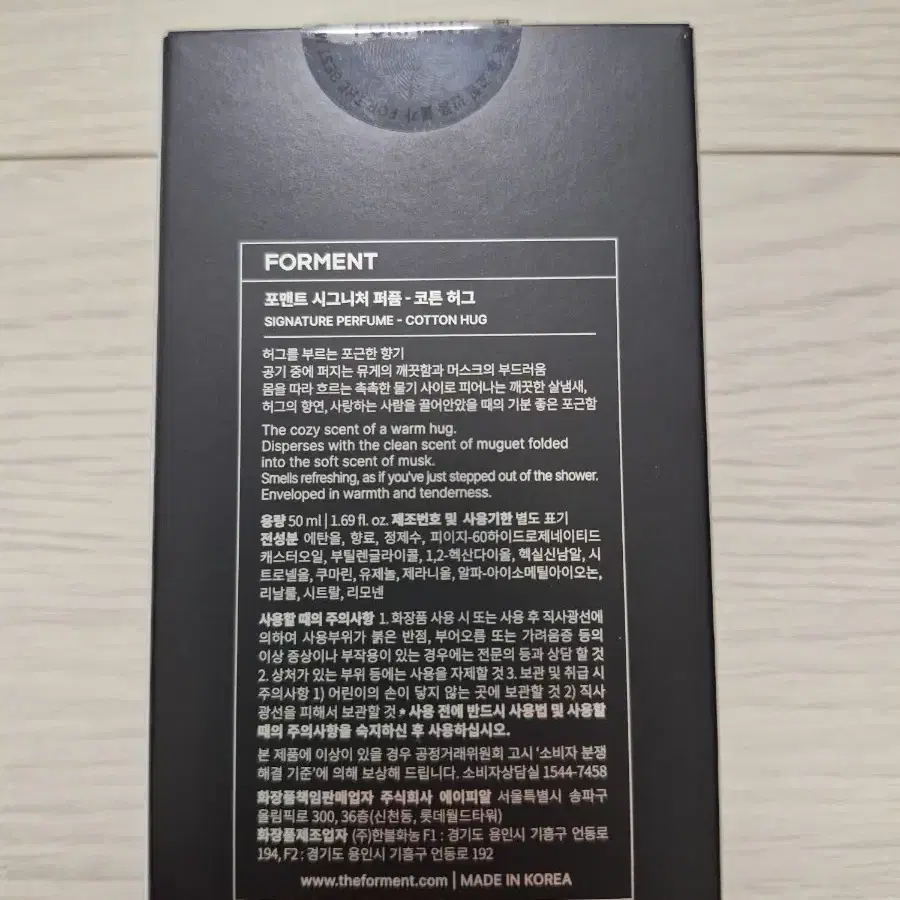 FORMENT
FORMENT
포맨트 시그니처 퍼퓸 - 코튼 허그
SIGNATURE PERFUME - COTTON HUG
허그를 부르는 포근한 향기
공기 중에 퍼지는 뮤게의 깨끗함과 머스크의 부드러움
몸을 따라 흐르는 촉촉한 물기 사이로 피어나는 깨끗한 살냄새,
허그의 향연, 사랑하는 사람을 끌어안았을 때의 기분 좋은 포근함
The cozy scent of a warm hug.
Disperses with the clean scent of muguet folded
into the soft scent of musk.
Smells refreshing, as if you've just stepped out of the shower.
Enveloped in warmth and tenderness.
용량 50 ml | 1.69 fl. oz. 제조번호 및 사용기한 별도 표기
전성분 에탄올, 향료, 정제수, 피이지-60하이드로제네이티드
캐스터오일, 부틸렌글라이콜, 1,2-헥산다이올, 헥실신남알, 시
트로넬올, 쿠마린, 유제놀, 제라니올, 알파-아이소메틸아이오논,
리날룰, 시트랄, 리모넨
사용할 때의 주의사항 1. 화장품 사용 시 또는 사용 후 직사광선에
의하여 사용부위가 붉은 반점, 부어오름 또는 가려움증 등의
이상 증상이나 부작용이 있는 경우에는 전문의 등과 상담 할 것
2. 상처가 있는 부위 등에는 사용을 자제할 것 3. 보관 및 취급 시
주의사항 1) 어린이의 손이 닿지 않는 곳에 보관할 것 2) 직사
광선을 피해서 보관할 것 * 사용 전에 반드시 사용법 및 사용할
때의 주의사항을 숙지하신 후 사용하십시오.
본 제품에 이상이 있을 경우 공정거래위원회 고시 '소비자 분쟁
해결 기준'에 의해 보상해 드립니다. 소비자상담실 1544-7458
화장품책임판매업자 주식회사 에이피알 서울특별시 송파구
올림픽로 300, 36층(신천동, 롯데월드타워)
화장품제조업자 (주)한불화농 F1 : 경기도 용인시 기흥구 언동로
194, F2 : 경기도 용인시 기흥구 언동로 192
www.theforment.com | MADE IN KOREA